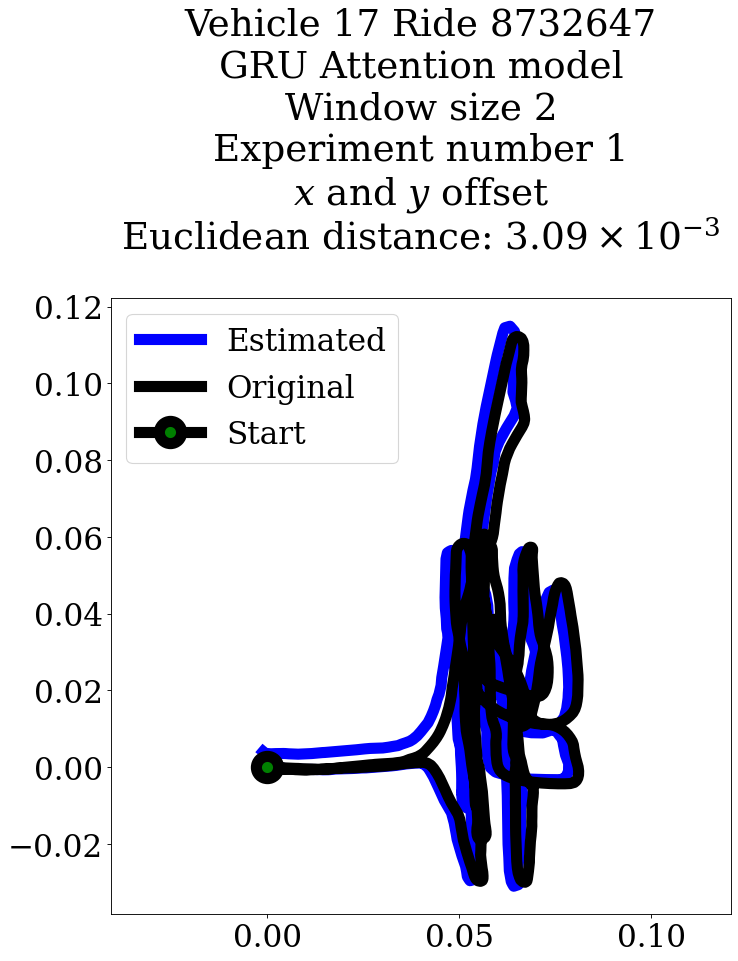 Vehicle 17 Ride 8732647
GRU Attention model
Window size 2
Experiment number 1
x and y offset
Euclidean distance: 3.09 × 10⁻³
0.12
0.10
0.08
0.06
0.04
0.02
0.00
−0.02
Estimated
Original
Start
0.00 0.05 0.10